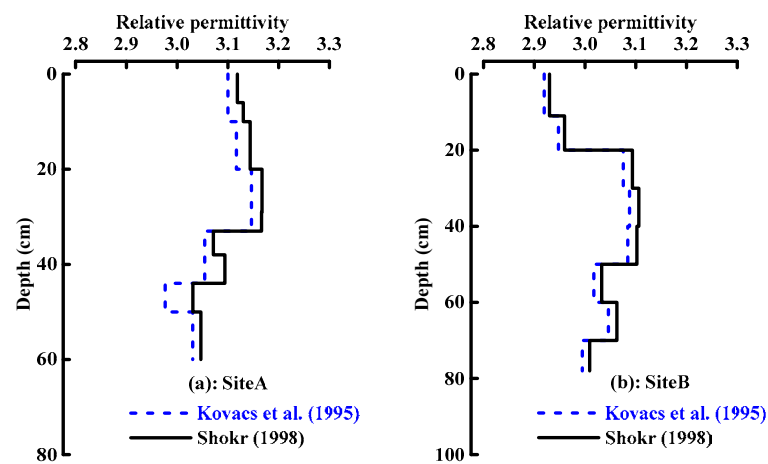 Relative permittivity
2.8 2.9 3.0 3.1 3.2 3.3
0
20
40
60
80
Depth (cm)
(a): SiteA
Kovacs et al. (1995)
Shokr (1998)
Relative permittivity
2.8 2.9 3.0 3.1 3.2 3.3
0
20
40
60
80
100
Depth (cm)
(b): SiteB
Kovacs et al. (1995)
Shokr (1998)